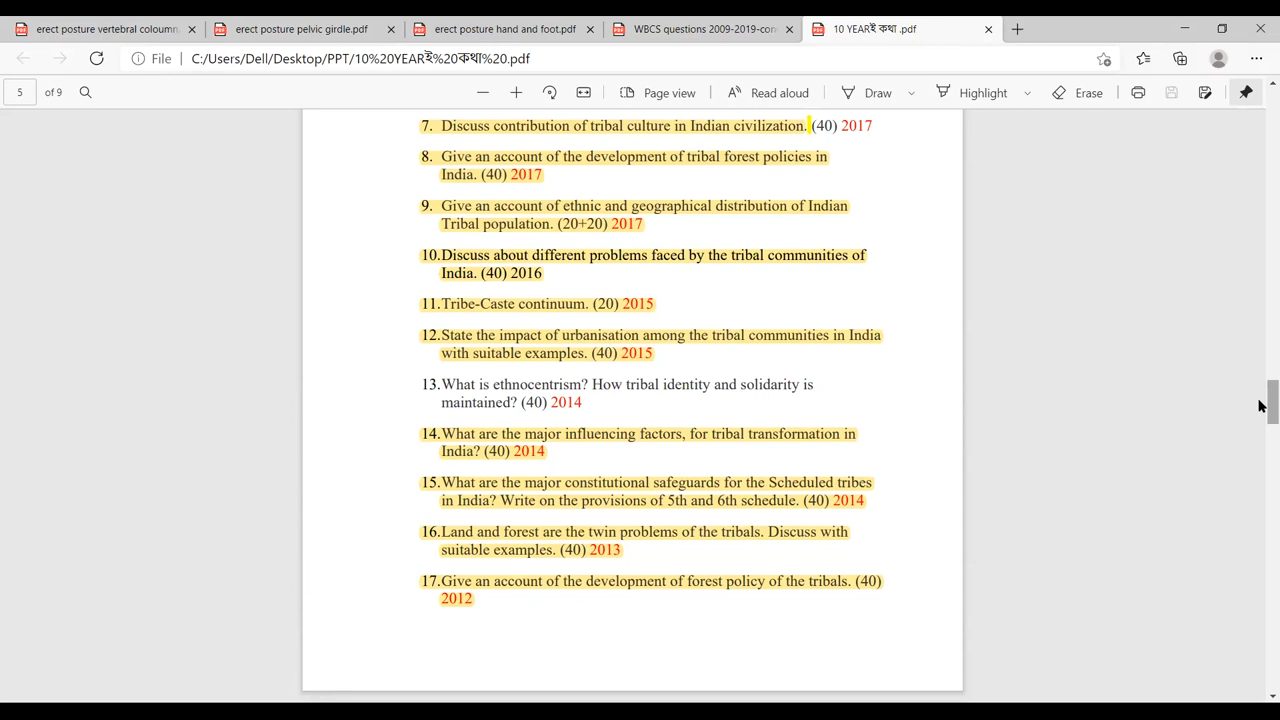 erect posture vertebral coloumn
erect posture pelvic girdle.pdf
erect posture hand and foot.pdf
WBCS questions 2009-2019-con
10 YEARই কথা .pdf
File
C:/Users/Dell/Desktop/PPT/10%20YEARই%20কথা%20.pdf
5 of 9
Page view
Read aloud
Draw
Highlight
Erase
7. Discuss contribution of tribal culture in Indian civilization. (40) 2017
8. Give an account of the development of tribal forest policies in
India. (40) 2017
9. Give an account of ethnic and geographical distribution of Indian
Tribal population. (20+20) 2017
10.Discuss about different problems faced by the tribal communities of
India. (40) 2016
11.Tribe-Caste continuum. (20) 2015
12.State the impact of urbanisation among the tribal communities in India
with suitable examples. (40) 2015
13.What is ethnocentrism? How tribal identity and solidarity is
maintained? (40) 2014
14.What are the major influencing factors, for tribal transformation in
India? (40) 2014
15.What are the major constitutional safeguards for the Scheduled tribes
in India? Write on the provisions of 5th and 6th schedule. (40) 2014
16.Land and forest are the twin problems of the tribals. Discuss with
suitable examples. (40) 2013
17.Give an account of the development of forest policy of the tribals. (40)
2012